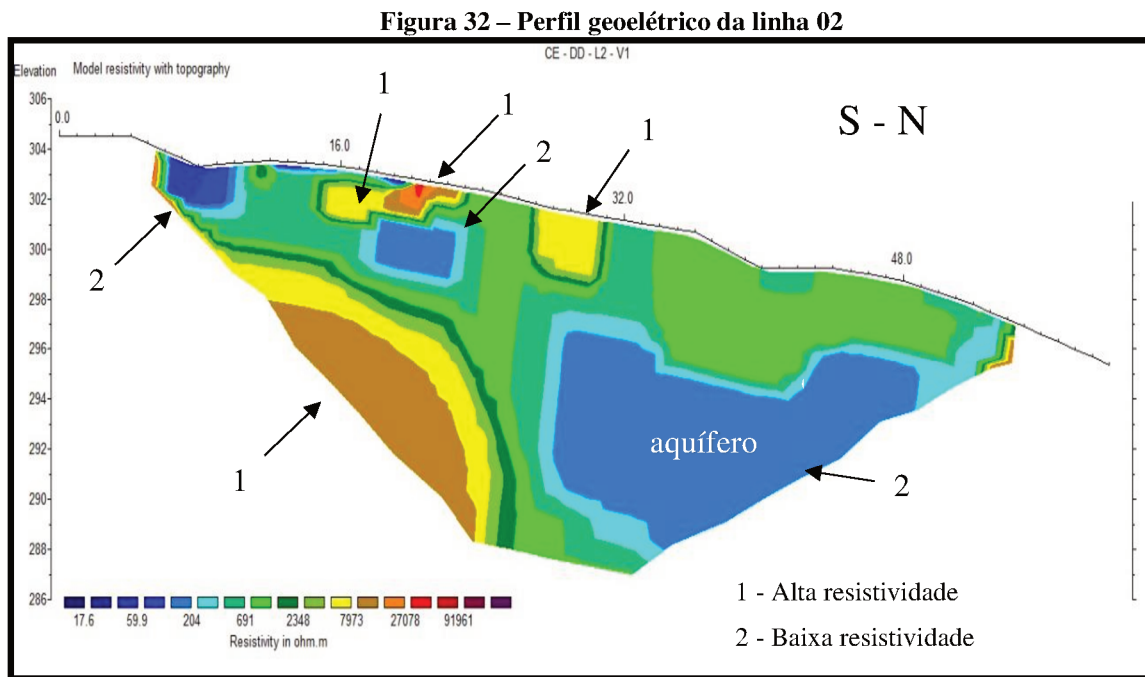 Figura 32 – Perfil geoelétrico da linha 02
CE - DD - L2 - V1
Elevation Model resistivity with topography
S - N
306
304
302
300
298
296
294
292
290
288
286
0.0
16.0
32.0
48.0
1
1
1
2
2
1
2
aquífero
17.6 59.9 204 691 2348 7973 27078 91961
Resistivity in ohm.m
1 - Alta resistividade
2 - Baixa resistividade